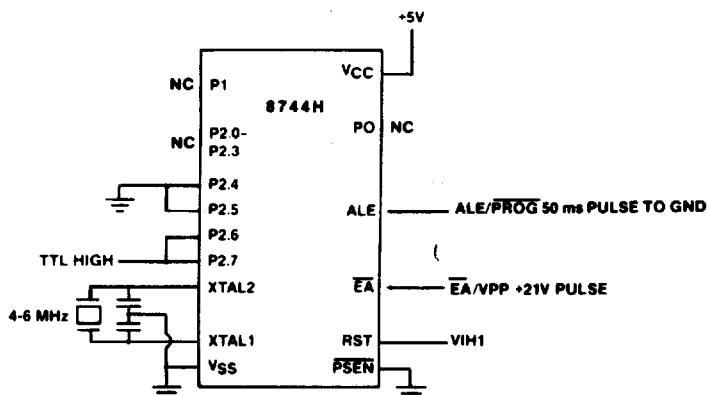 +5V
NC P1
VCC
8744H
NC P2.0-
P2.3
PO NC
P2.4
P2.5
ALE
ALE/PROG 50 ms PULSE TO GND
P2.6
TTL HIGH
P2.7
XTAL2
EA
EA/VPP +21V PULSE
4-6 MHz
XTAL1
RST
VIH1
VSS
PSEN